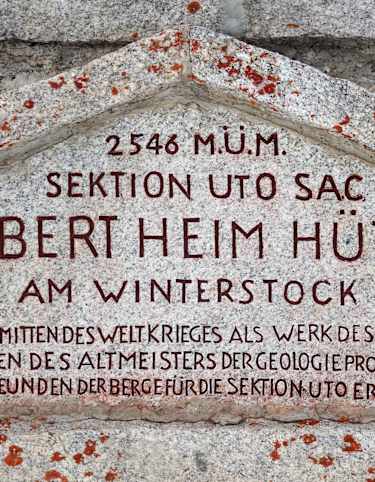 2546 M.Ü.M.
SEKTION UTO S.A.C.
BERT HEIM HÜ
AM WINTERSTOCK
MITTEN DES WELTKRIEGES ALS WERK DES
EN DES ALTMEISTERS DER GEOLOGIE PRO
EUNDEN DER BERGE FÜR DIE SEKTION UTO ER